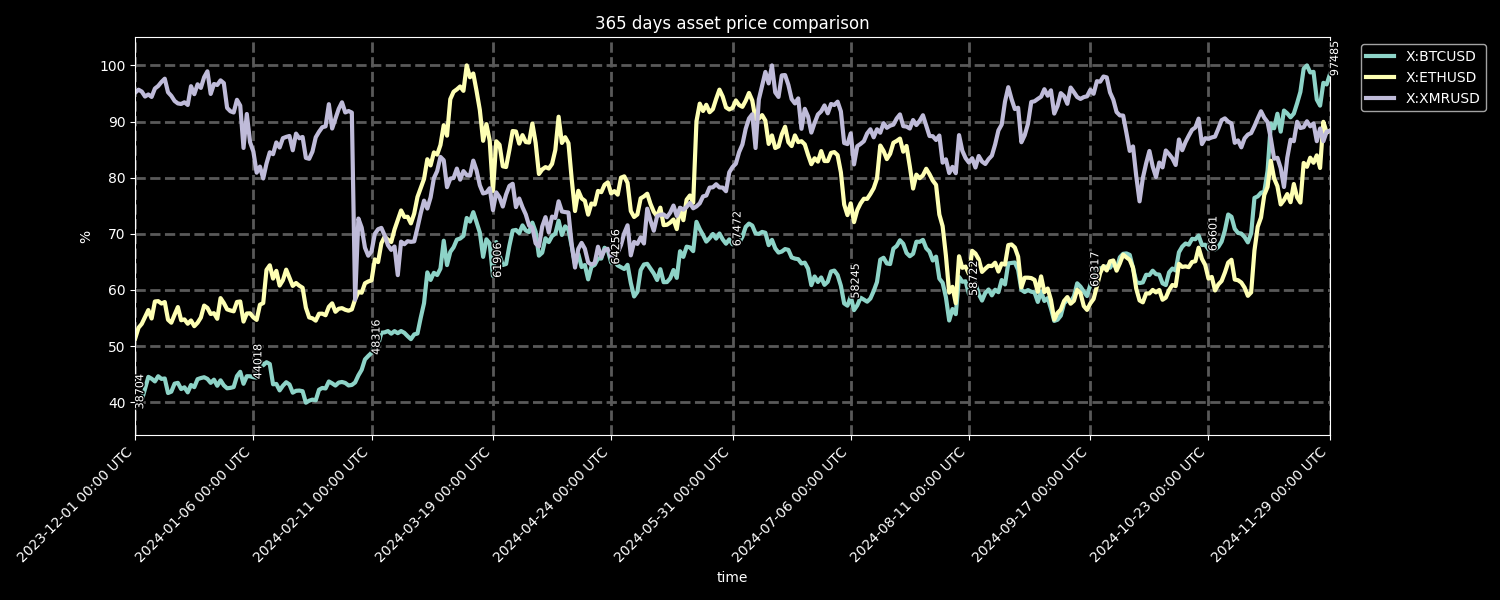 365 days asset price comparison
X:BTCUSD
X:ETHUSD
X:XMRUSD
%
100
90
80
70
60
50
40
38704
44018
48316
61906
64256
67472
58245
58722
60317
66601
97485
2023-12-01 00:00 UTC
2024-01-06 00:00 UTC
2024-02-11 00:00 UTC
2024-03-19 00:00 UTC
2024-04-24 00:00 UTC
2024-05-31 00:00 UTC
2024-07-06 00:00 UTC
2024-08-11 00:00 UTC
2024-09-17 00:00 UTC
2024-10-23 00:00 UTC
2024-11-29 00:00 UTC
time